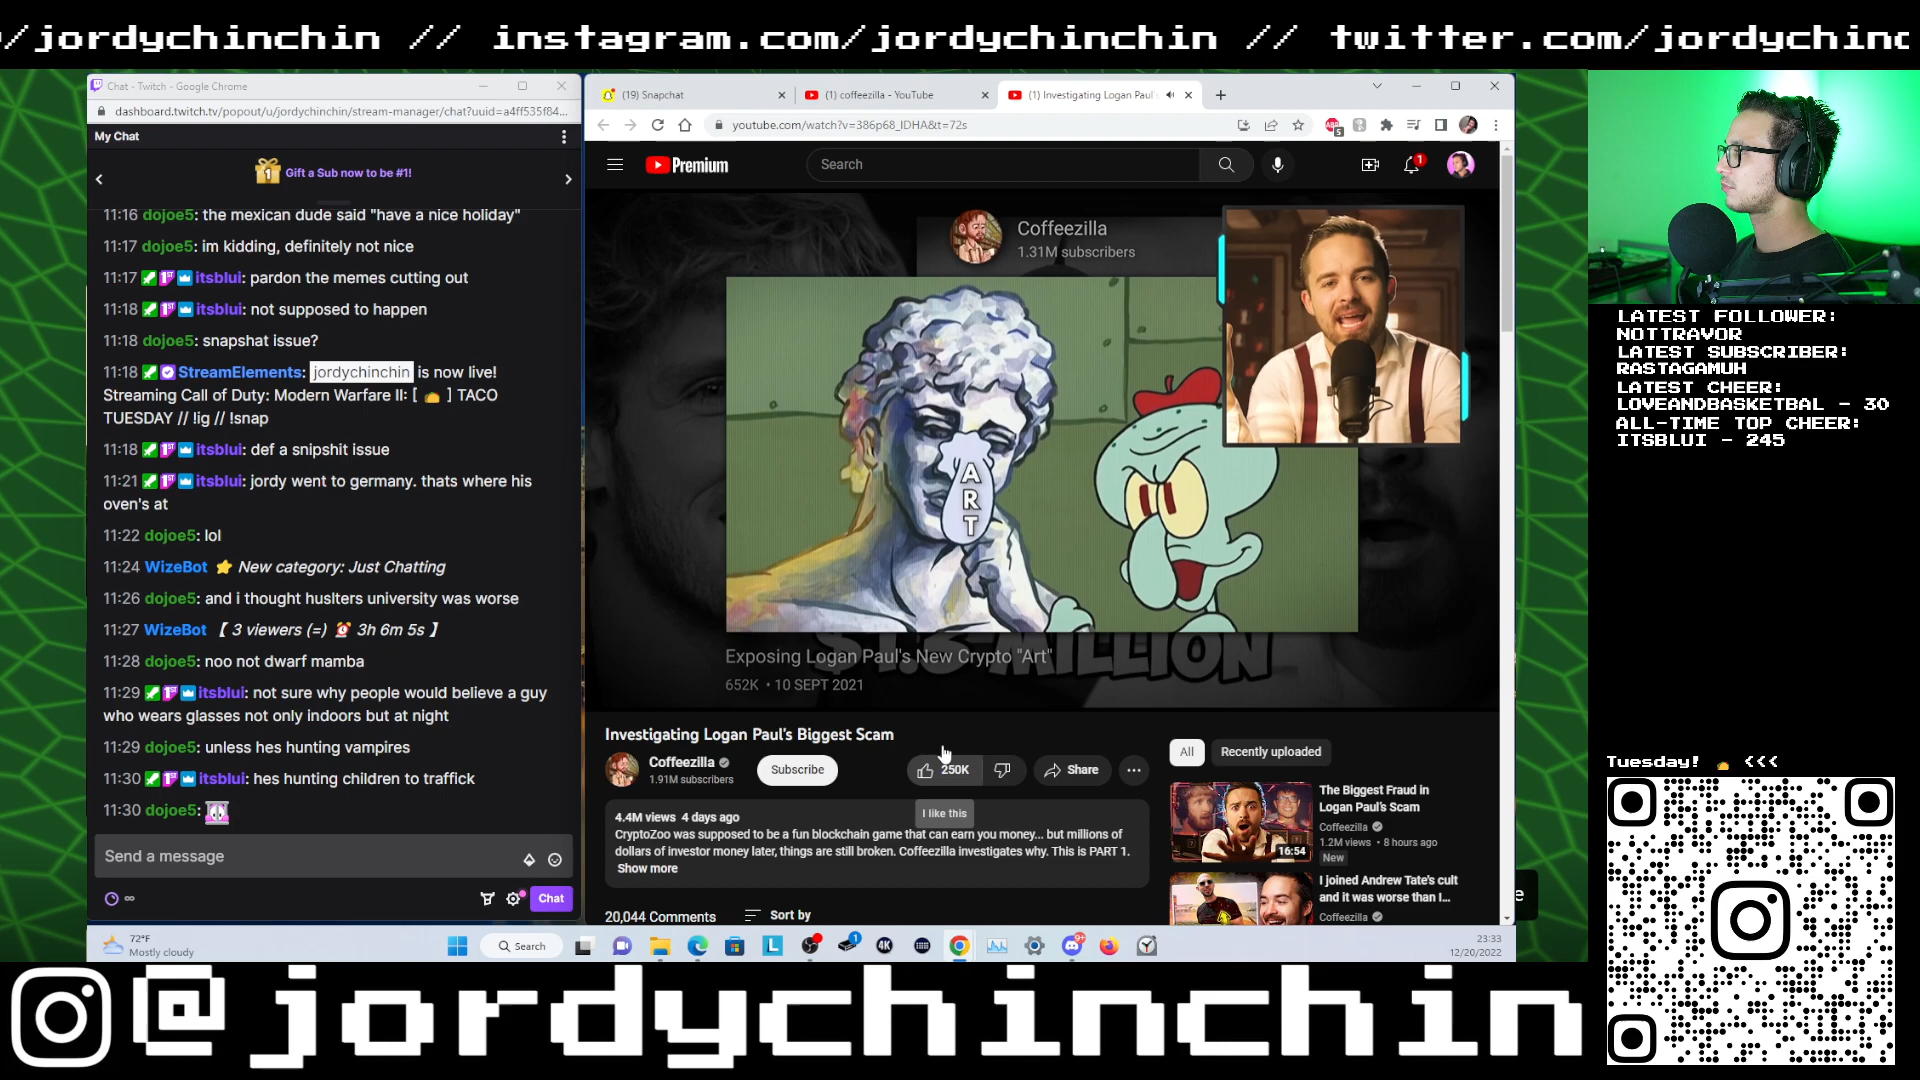 /jordychinchin // instagram.com/jordychinchin // twitter.com/jordychinc
Chat - Twitch - Google Chrome
dashboard.twitch.tv/popout/u/jordychinchin/stream-manager/chat?uuid=a4ff535f84...
My Chat
1
Gift a Sub now to be #1!
11:16 dojoe5: the mexican dude said "have a nice holiday"
11:17 dojoe5: im kidding, definitely not nice
11:17 itsblui: pardon the memes cutting out
11:18 itsblui: not supposed to happen
11:18 dojoe5: snapshat issue?
11:18 StreamElements: jordychinchin is now live!
Streaming Call of Duty: Modern Warfare II: [ 🌮 ] TACO
TUESDAY // !ig // !snap
11:18 itsblui: def a snipshit issue
11:21 itsblui: jordy went to germany. thats where his
oven's at
11:22 dojoe5: lol
11:24 WizeBot ⭐ New category: Just Chatting
11:26 dojoe5: and i thought huslters university was worse
11:27 WizeBot 【 3 viewers (=) ⏰ 3h 6m 5s 】
11:28 dojoe5: noo not dwarf mamba
11:29 itsblui: not sure why people would believe a guy
who wears glasses not only indoors but at night
11:29 dojoe5: unless hes hunting vampires
11:30 itsblui: hes hunting children to traffick
11:30 dojoe5:
Send a message
∞
Chat
(19) Snapchat
(1) coffeezilla - YouTube
(1) Investigating Logan Paul's
youtube.com/watch?v=386p68_lDHA&t=72s
Premium
Search
1
Coffeezilla
1.31M subscribers
ART
$1.3 MILLION
Exposing Logan Paul's New Crypto "Art"
652K • 10 SEPT 2021
Investigating Logan Paul's Biggest Scam
Coffeezilla
1.91M subscribers
Subscribe
250K
Share
I like this
4.4M views 4 days ago
CryptoZoo was supposed to be a fun blockchain game that can earn you money... but millions of
dollars of investor money later, things are still broken. Coffeezilla investigates why. This is PART 1.
Show more
20,044 Comments
Sort by
All
Recently uploaded
16:54
The Biggest Fraud in
Logan Paul's Scam
Coffeezilla
1.2M views • 8 hours ago
New
I joined Andrew Tate's cult
and it was worse than I...
Coffeezilla
72°F
Mostly cloudy
Search
23:33
12/20/2022
LATEST FOLLOWER:
NOTTRAVOR
LATEST SUBSCRIBER:
RASTAGAMUH
LATEST CHEER:
LOVEANDBASKETBAL - 30
ALL-TIME TOP CHEER:
ITSBLUI - 245
Tuesday! 🌮 <<<
@jordychinchin